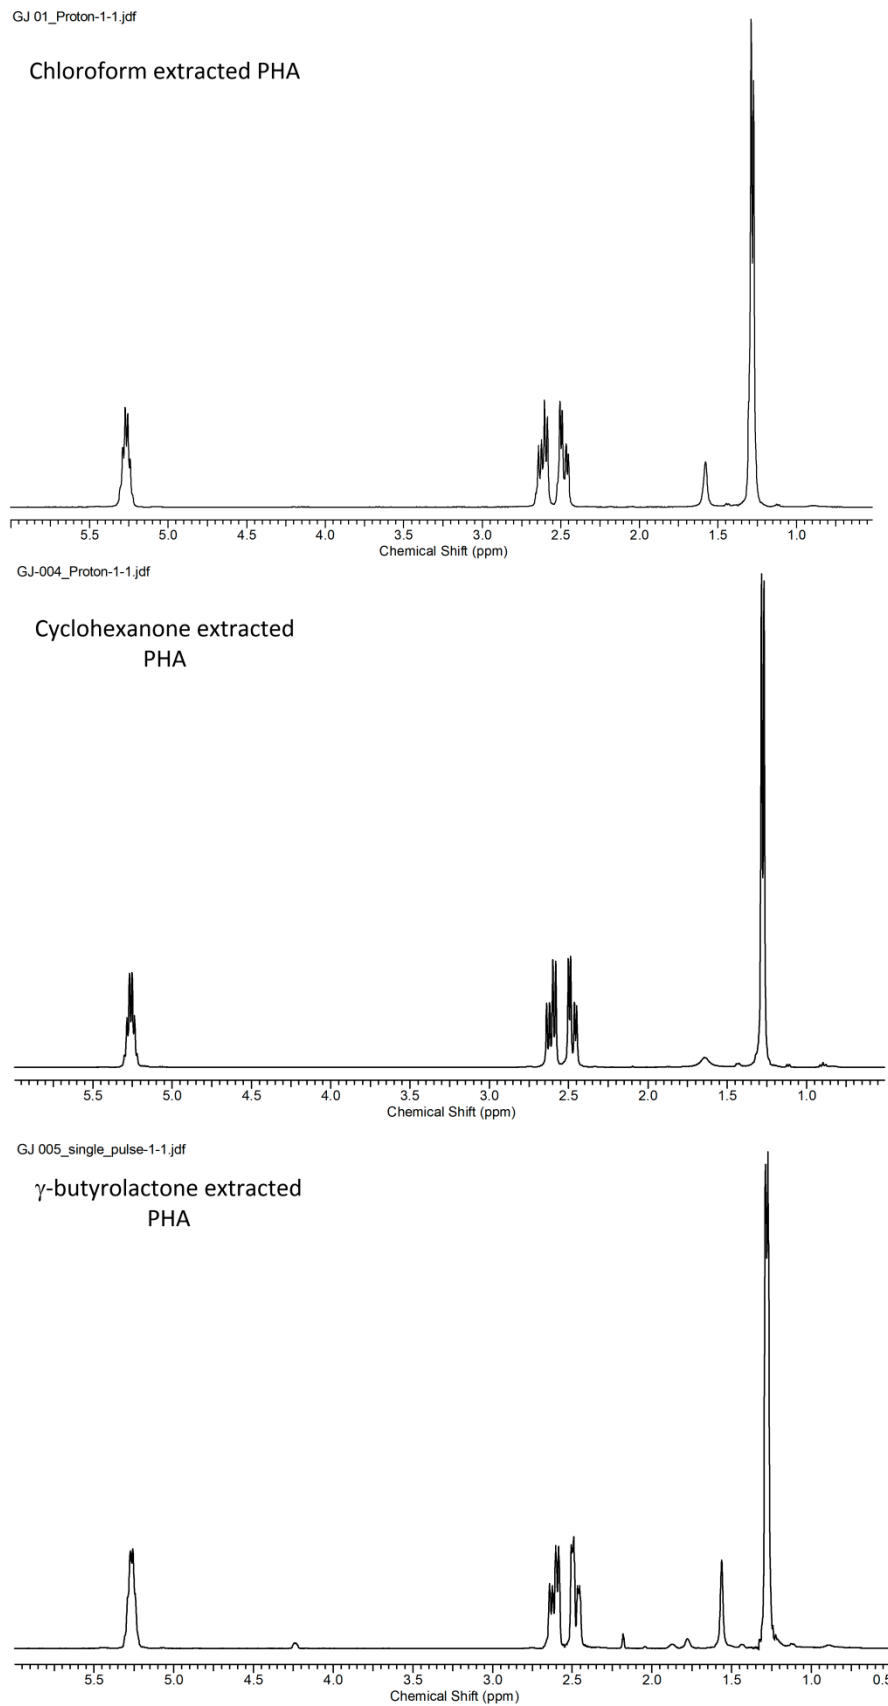 GJ 01_Proton-1-1.jdf
Chloroform extracted PHA
5.5 5.0 4.5 4.0 3.5 3.0 2.5 2.0 1.5 1.0
Chemical Shift (ppm)
GJ-004_Proton-1-1.jdf
Cyclohexanone extracted
PHA
5.5 5.0 4.5 4.0 3.5 3.0 2.5 2.0 1.5 1.0
Chemical Shift (ppm)
GJ 005_single_pulse-1-1.jdf
γ-butyrolactone extracted
PHA
5.5 5.0 4.5 4.0 3.5 3.0 2.5 2.0 1.5 1.0 0.5
Chemical Shift (ppm)